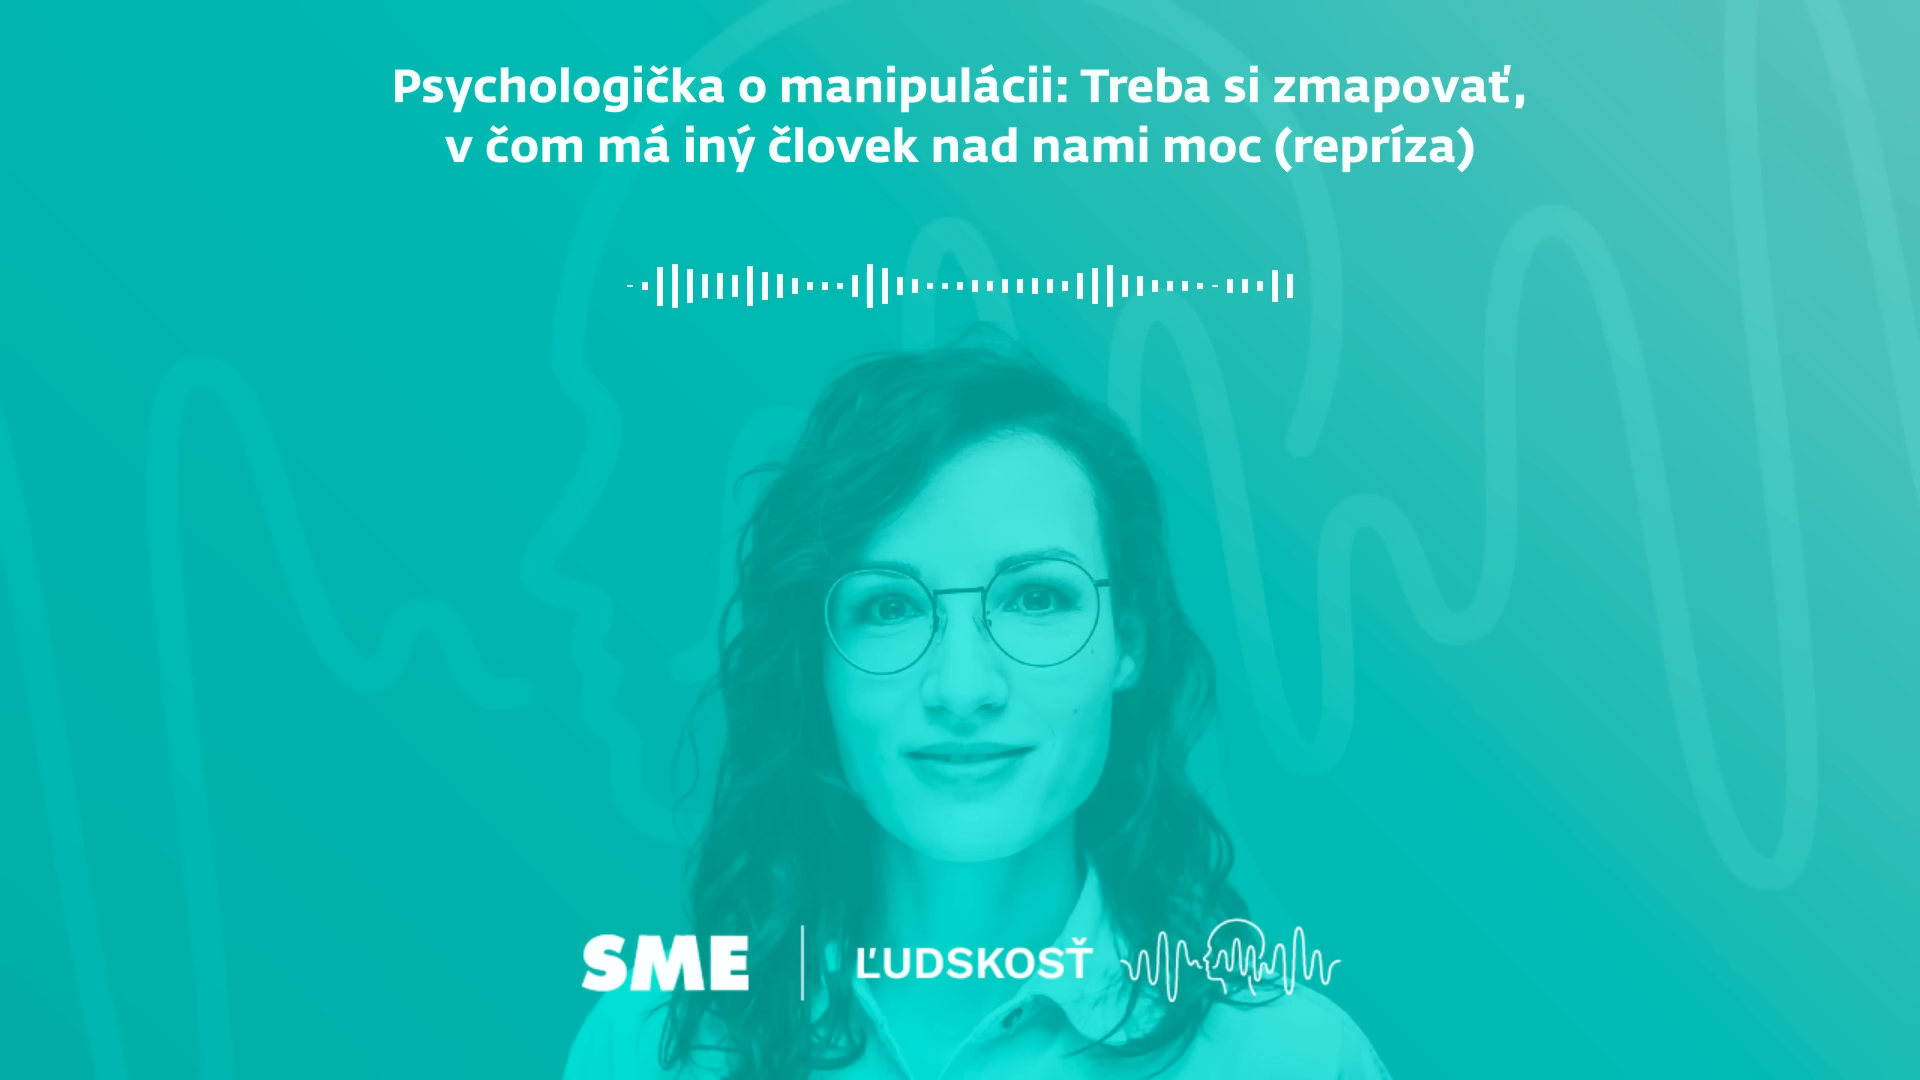 Psychologička o manipulácii: Treba si zmapovať,
v čom má iný človek nad nami moc (repríza)
SME
ĽUDSKOSŤ